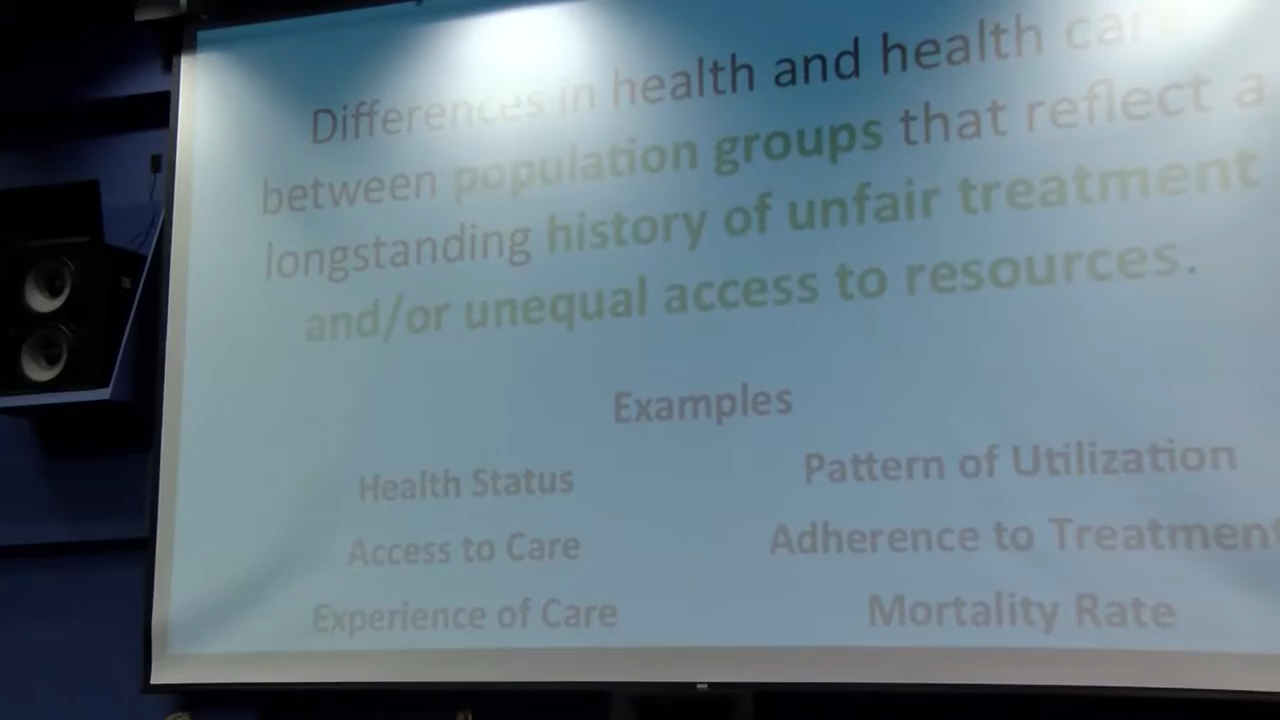 Differences in health and health care
between population groups that reflect a
longstanding history of unfair treatment
and/or unequal access to resources.
Examples
Health Status
Pattern of Utilization
Access to Care
Adherence to Treatment
Experience of Care
Mortality Rate